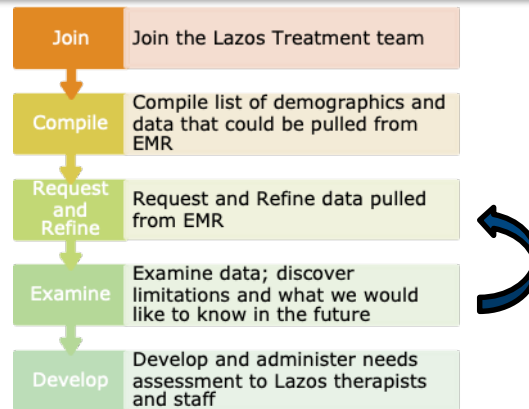 Join
Join the Lazos Treatment team
Compile
Compile list of demographics and
data that could be pulled from
EMR
Request
and
Refine
Request and Refine data pulled
from EMR
Examine
Examine data; discover
limitations and what we would
like to know in the future
Develop
Develop and administer needs
assessment to Lazos therapists
and staff